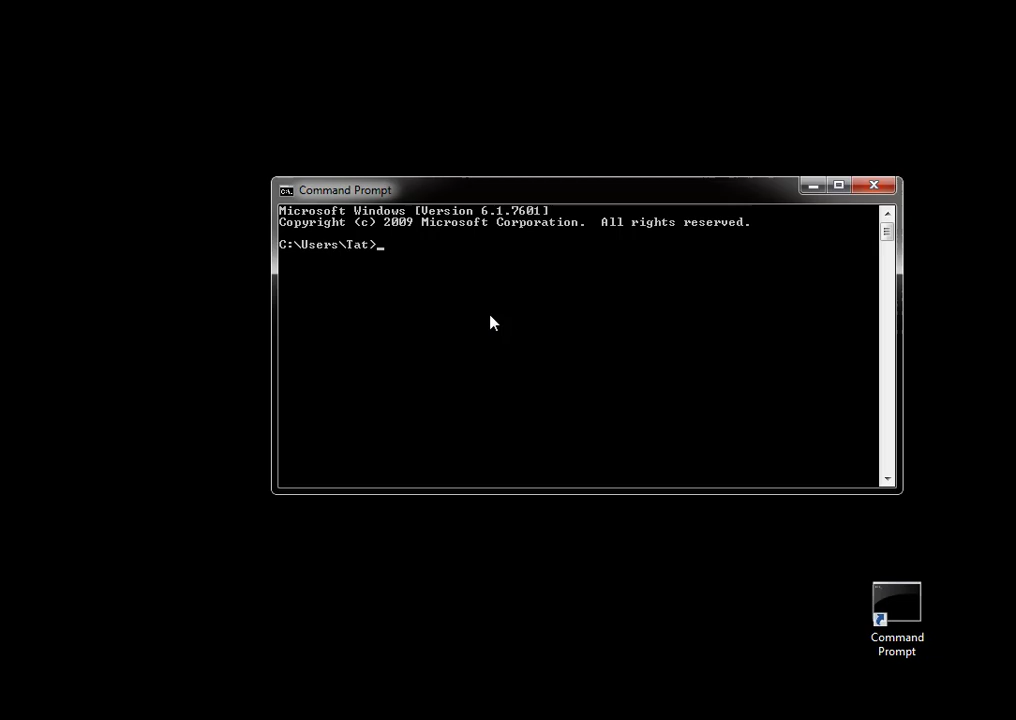 Command Prompt
Microsoft Windows [Version 6.1.7601]
Copyright (c) 2009 Microsoft Corporation.  All rights reserved.
C:\Users\Tat>_
Command
Prompt